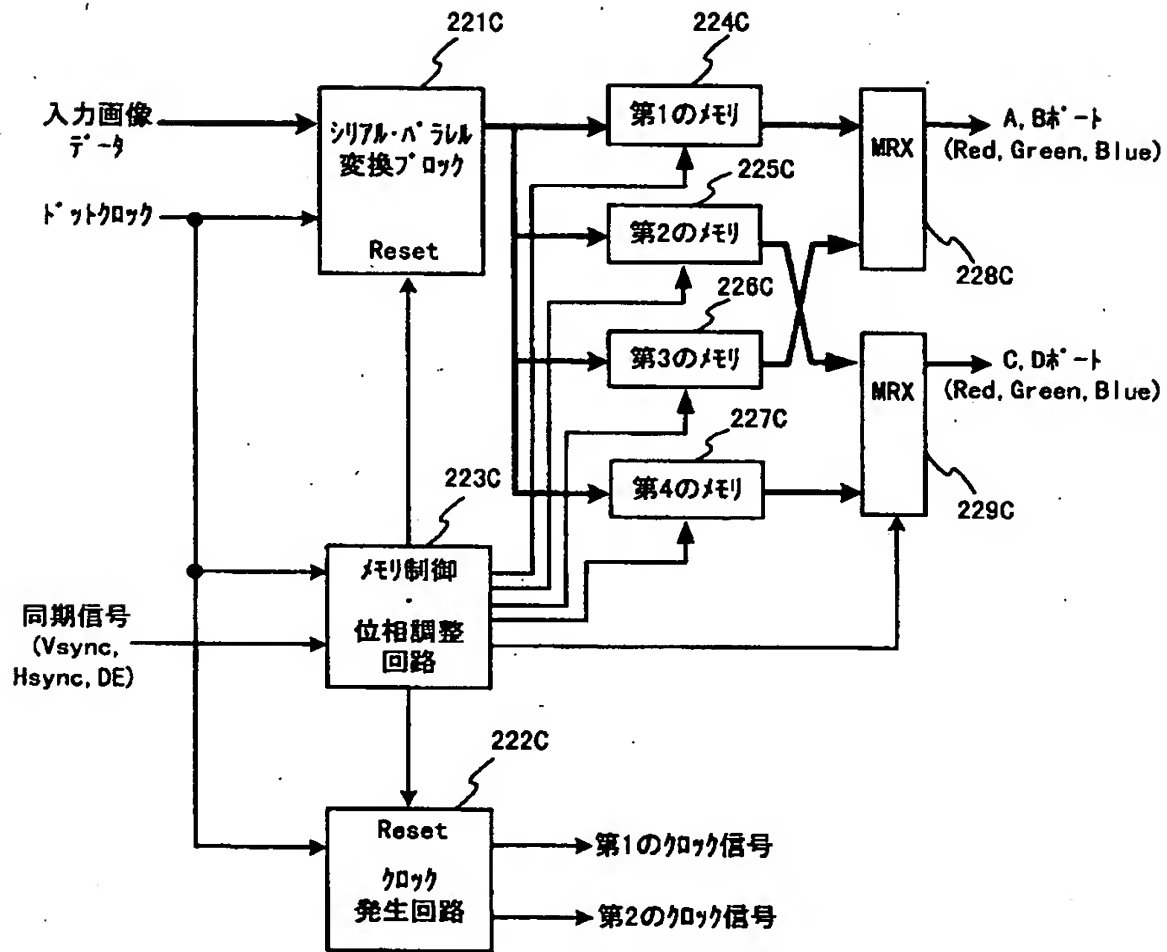 221C
224C
入力画像
データ
シリアル・パラレル
変換ブロック
Reset
第1のメモリ
MRX
A,Bポート
(Red,Green,Blue)
225C
ドットクロック
第2のメモリ
228C
226C
第3のメモリ
MRX
C,Dポート
(Red,Green,Blue)
227C
第4のメモリ
229C
223C
メモリ制御
・
位相調整
回路
同期信号
(Vsync,
Hsync,DE)
222C
Reset
クロック
発生回路
第1のクロック信号
第2のクロック信号